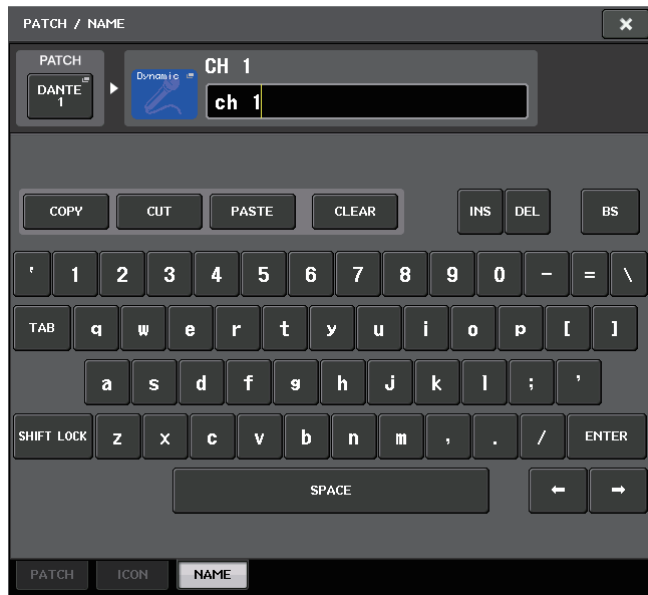 PATCH / NAME
PATCH
DANTE
1
Dynamic
CH 1
ch 1
COPY CUT PASTE CLEAR INS DEL BS
' 1 2 3 4 5 6 7 8 9 0 - = \
TAB q w e r t y u i o p [ ]
a s d f g h j k l ; '
SHIFT LOCK z x c v b n m , . / ENTER
SPACE ← →
PATCH ICON NAME